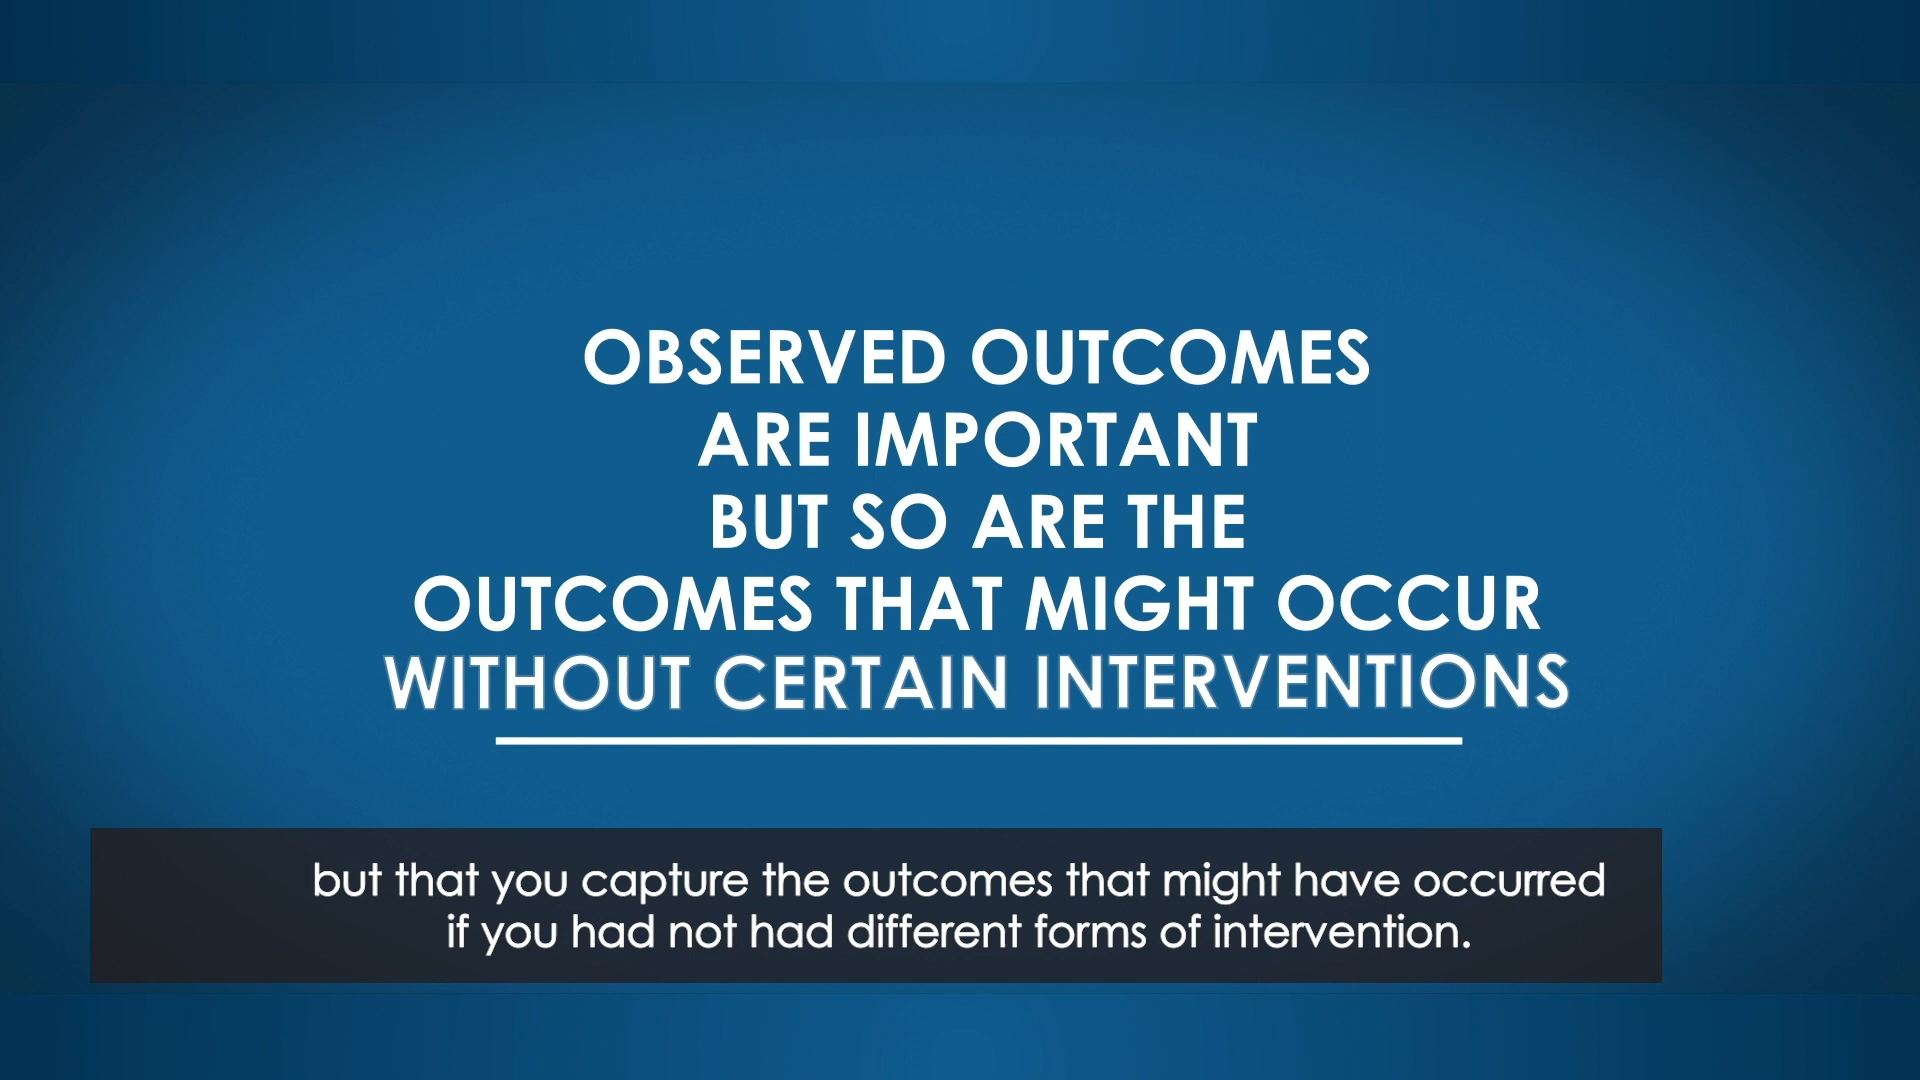 OBSERVED OUTCOMES
ARE IMPORTANT
BUT SO ARE THE
OUTCOMES THAT MIGHT OCCUR
WITHOUT CERTAIN INTERVENTIONS
but that you capture the outcomes that might have occurred
if you had not had different forms of intervention.